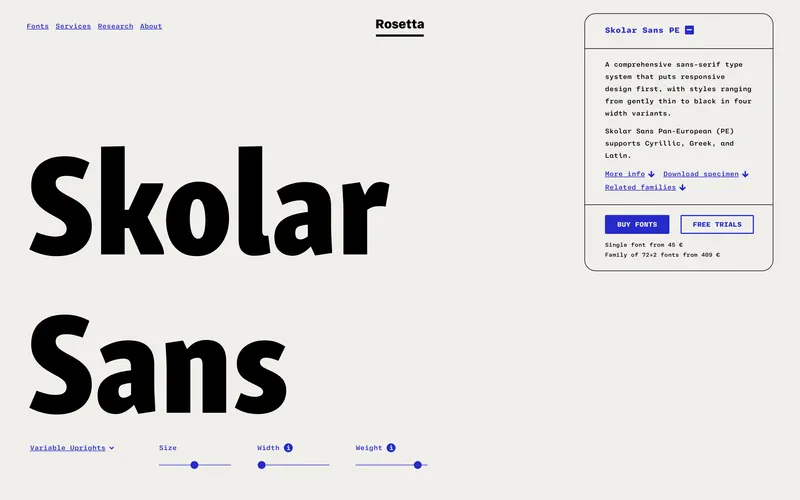 Fonts Services Research About
Rosetta
Skolar Sans PE
A comprehensive sans-serif type
system that puts responsive
design first, with styles ranging
from gently thin to black in four
width variants.
Skolar Sans Pan-European (PE)
supports Cyrillic, Greek, and
Latin.
More info Download specimen
Related families
BUY FONTS FREE TRIALS
Single font from 45 €
Family of 72+2 fonts from 409 €
Skolar
Sans
Variable Uprights Size Width i Weight i